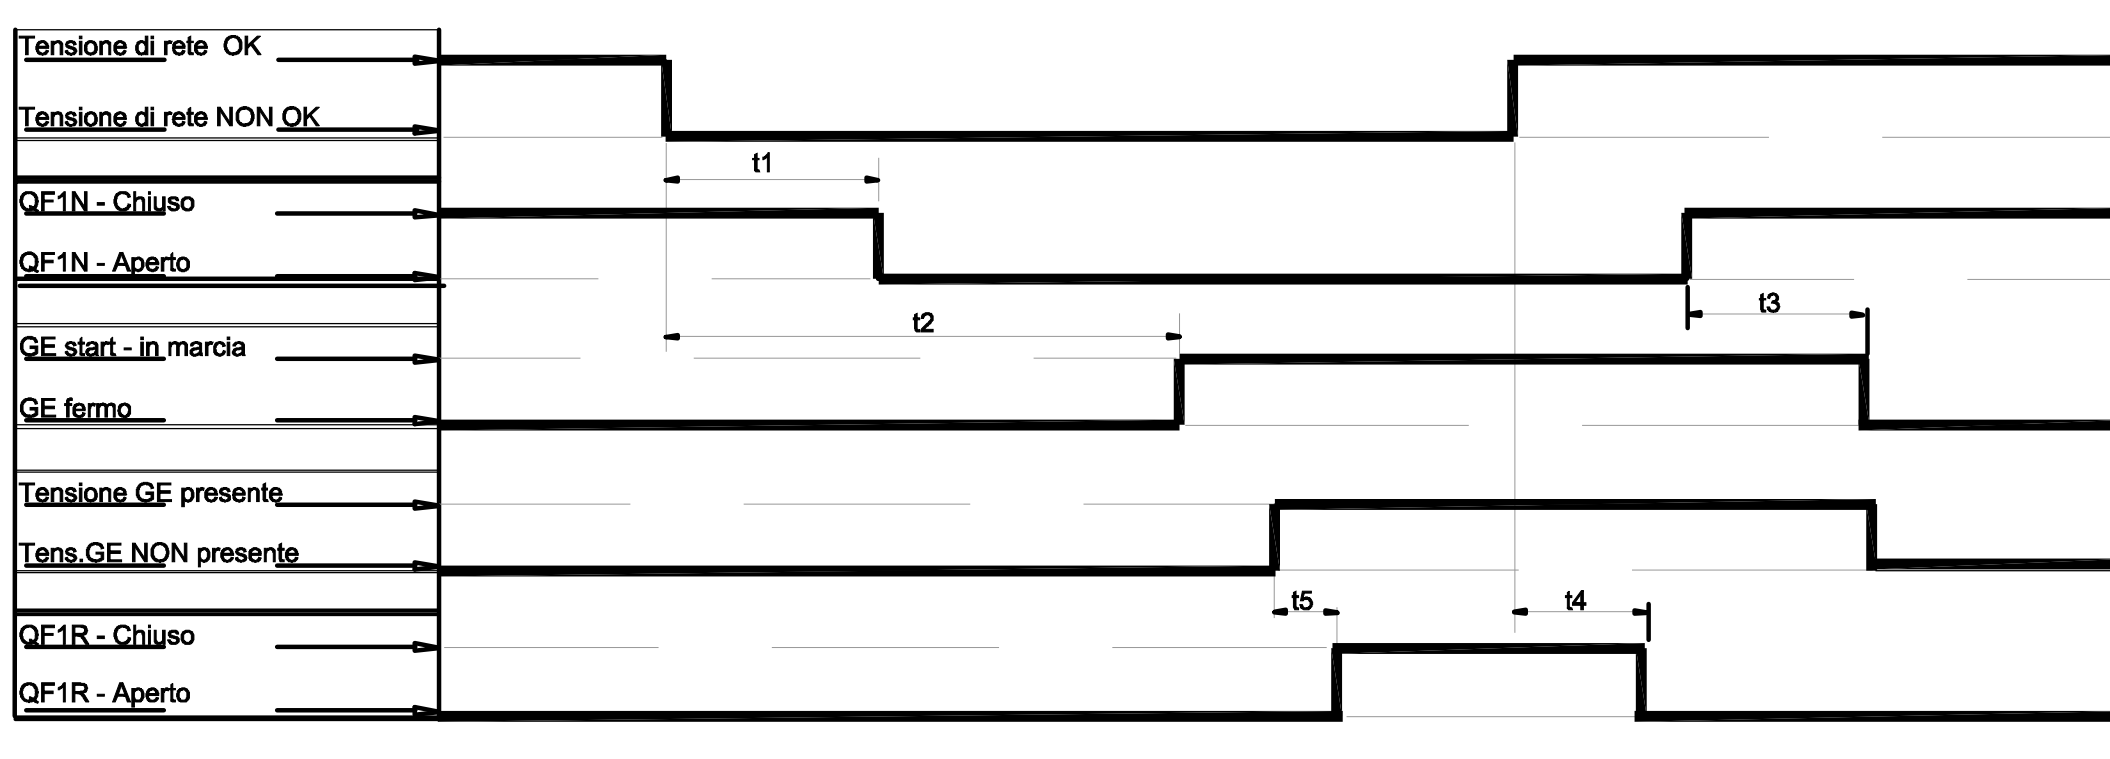 Tensione di rete OK
Tensione di rete NON OK
t1
QF1N - Chiuso
QF1N - Aperto
t3
t2
GE start - in marcia
GE fermo
Tensione GE presente
Tens.GE NON presente
t5
t4
QF1R - Chiuso
QF1R - Aperto